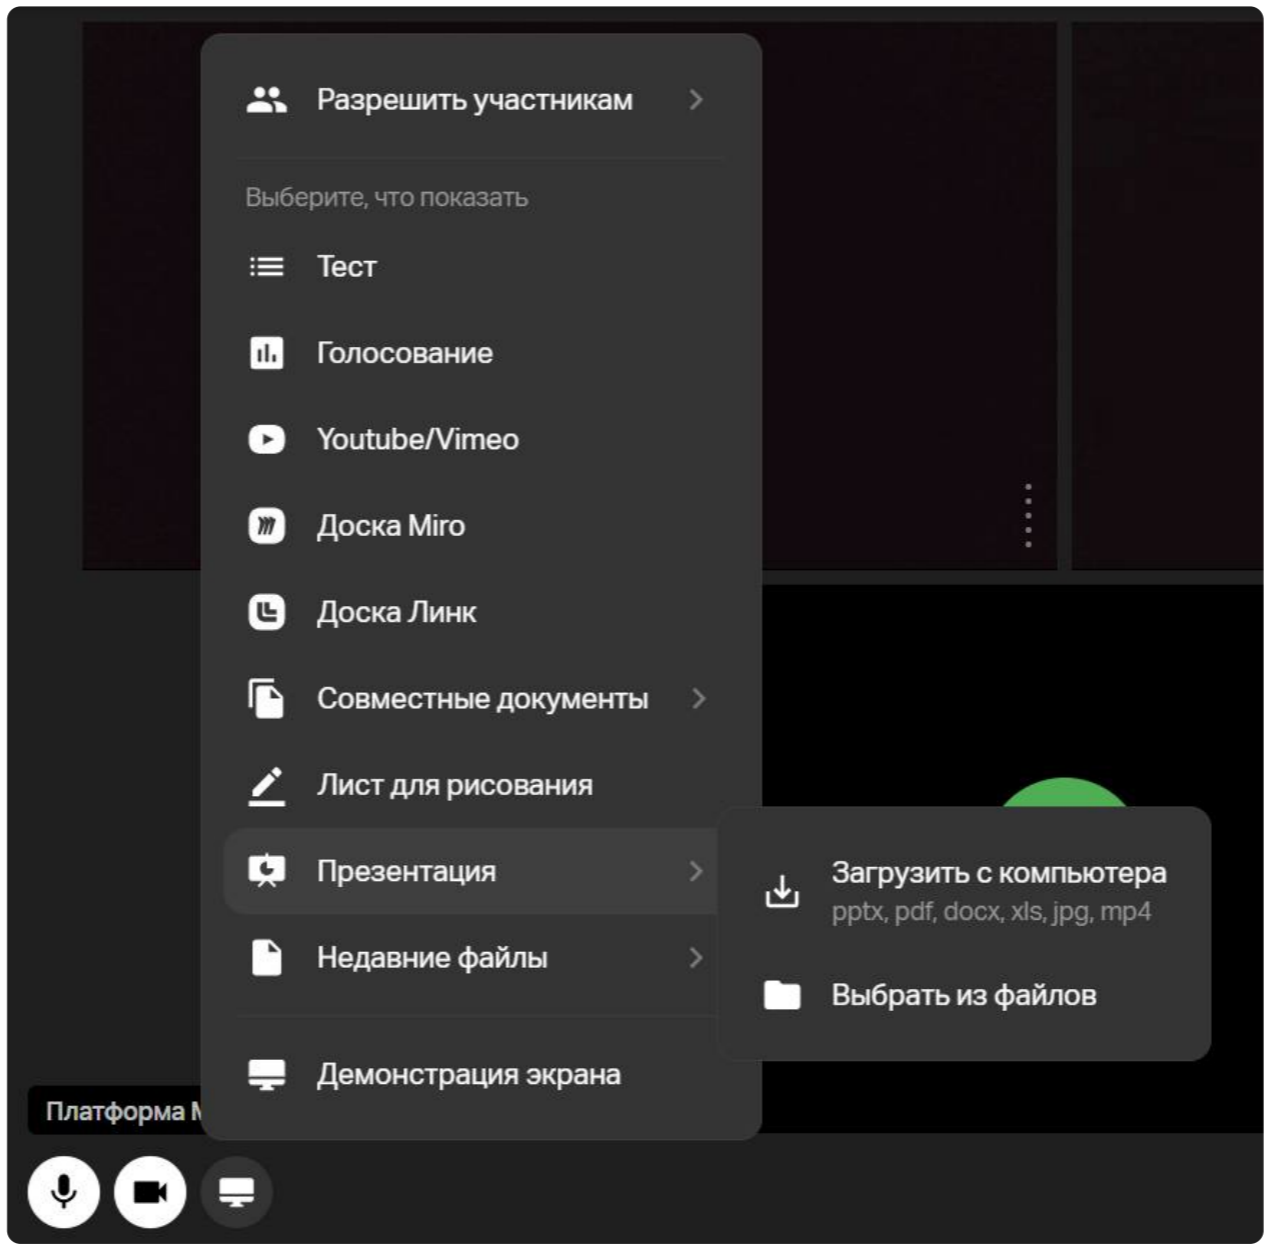 Разрешить участникам
Выберите, что показать
Тест
Голосование
Youtube/Vimeo
Доска Miro
Доска Линк
Совместные документы
Лист для рисования
Презентация
Загрузить с компьютера
pptx, pdf, docx, xls, jpg, mp4
Недавние файлы
Выбрать из файлов
Демонстрация экрана
Платформа